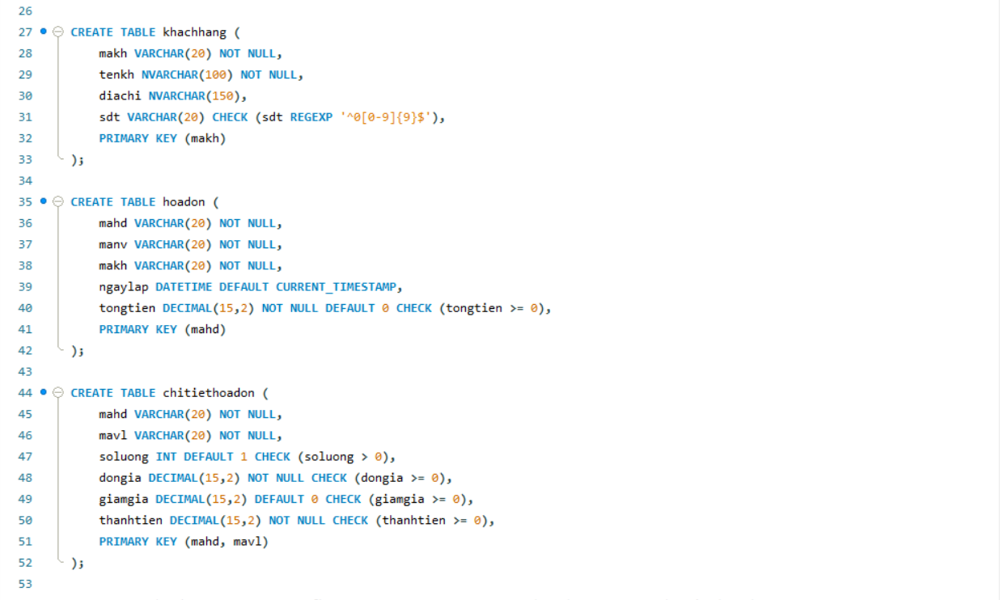 26
27 CREATE TABLE khachhang (
28 makh VARCHAR(20) NOT NULL,
29 tenkh NVARCHAR(100) NOT NULL,
30 diachi NVARCHAR(150),
31 sdt VARCHAR(20) CHECK (sdt REGEXP '^0[0-9]{9}$'),
32 PRIMARY KEY (makh)
33 );
34
35 CREATE TABLE hoadon (
36 mahd VARCHAR(20) NOT NULL,
37 manv VARCHAR(20) NOT NULL,
38 makh VARCHAR(20) NOT NULL,
39 ngaylap DATETIME DEFAULT CURRENT_TIMESTAMP,
40 tongtien DECIMAL(15,2) NOT NULL DEFAULT 0 CHECK (tongtien >= 0),
41 PRIMARY KEY (mahd)
42 );
43
44 CREATE TABLE chitiethoadon (
45 mahd VARCHAR(20) NOT NULL,
46 mavl VARCHAR(20) NOT NULL,
47 soluong INT DEFAULT 1 CHECK (soluong > 0),
48 dongia DECIMAL(15,2) NOT NULL CHECK (dongia >= 0),
49 giamgia DECIMAL(15,2) DEFAULT 0 CHECK (giamgia >= 0),
50 thanhtien DECIMAL(15,2) NOT NULL CHECK (thanhtien >= 0),
51 PRIMARY KEY (mahd, mavl)
52 );
53